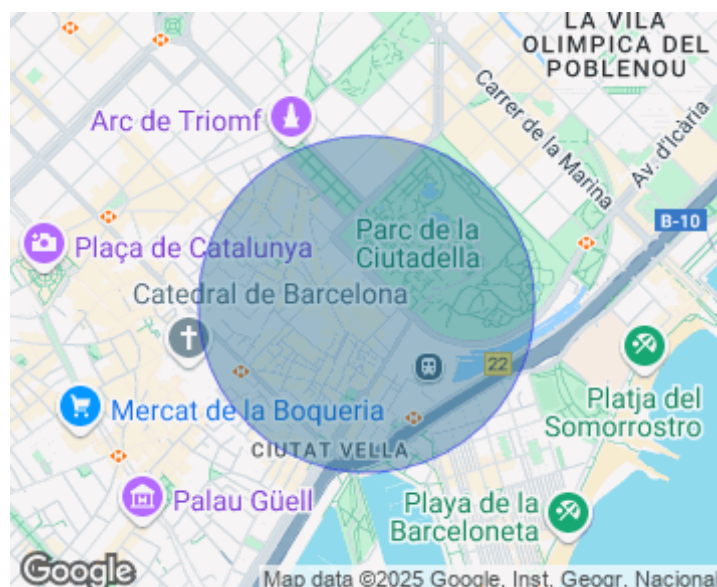 LA VILA
OLIMPICA DEL
POBLENOU
Arc de Triomf
Carrer de la Marina
Av. d'Icària
B-10
Parc de la
Ciutadella
Plaça de Catalunya
Catedral de Barcelona
22
Mercat de la Boqueria
Platja del
Somorrostro
CIUTAT VELLA
Palau Güell
Playa de la
Barceloneta
Google
Map data ©2025 Google, Inst. Geogr. Nacional